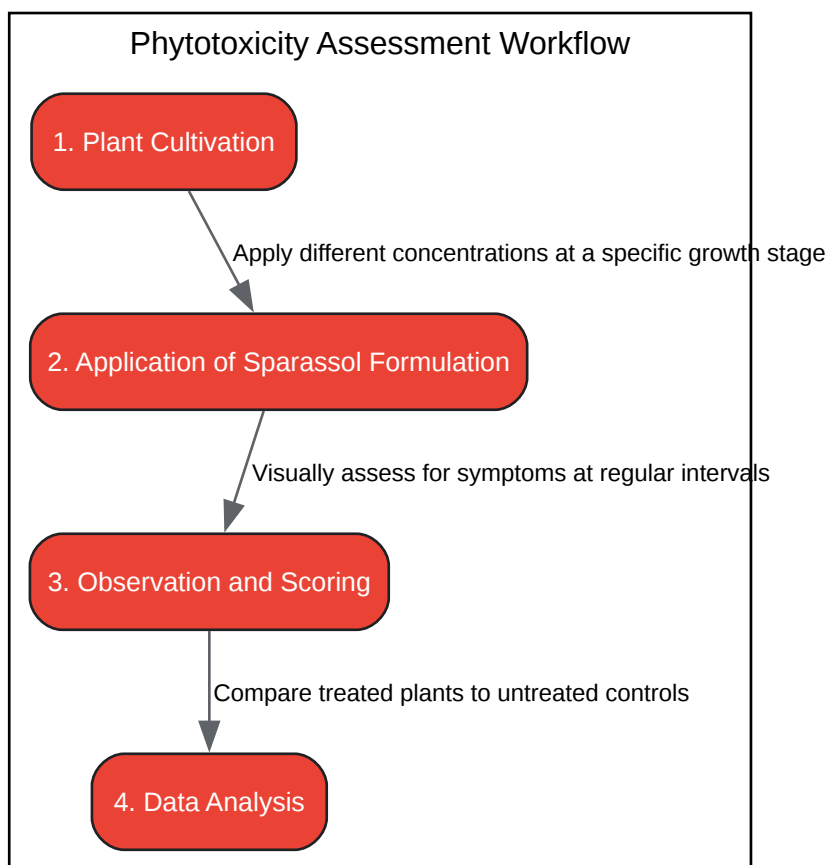 Phytotoxicity Assessment Workflow
1. Plant Cultivation
Apply different concentrations at a specific growth stage
2. Application of Sparassol Formulation
Visually assess for symptoms at regular intervals
3. Observation and Scoring
Compare treated plants to untreated controls
4. Data Analysis